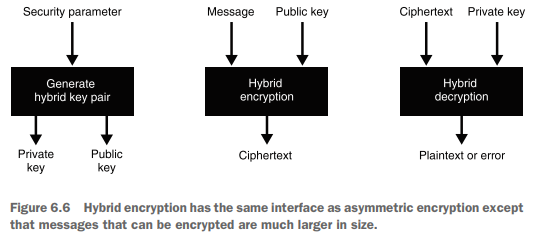 Security parameter
Generate
hybrid key pair
Private
key
Public
key
Message
Public key
Hybrid
encryption
Ciphertext
Ciphertext
Private key
Hybrid
decryption
Plaintext or error
Figure 6.6 Hybrid encryption has the same interface as asymmetric encryption except
that messages that can be encrypted are much larger in size.